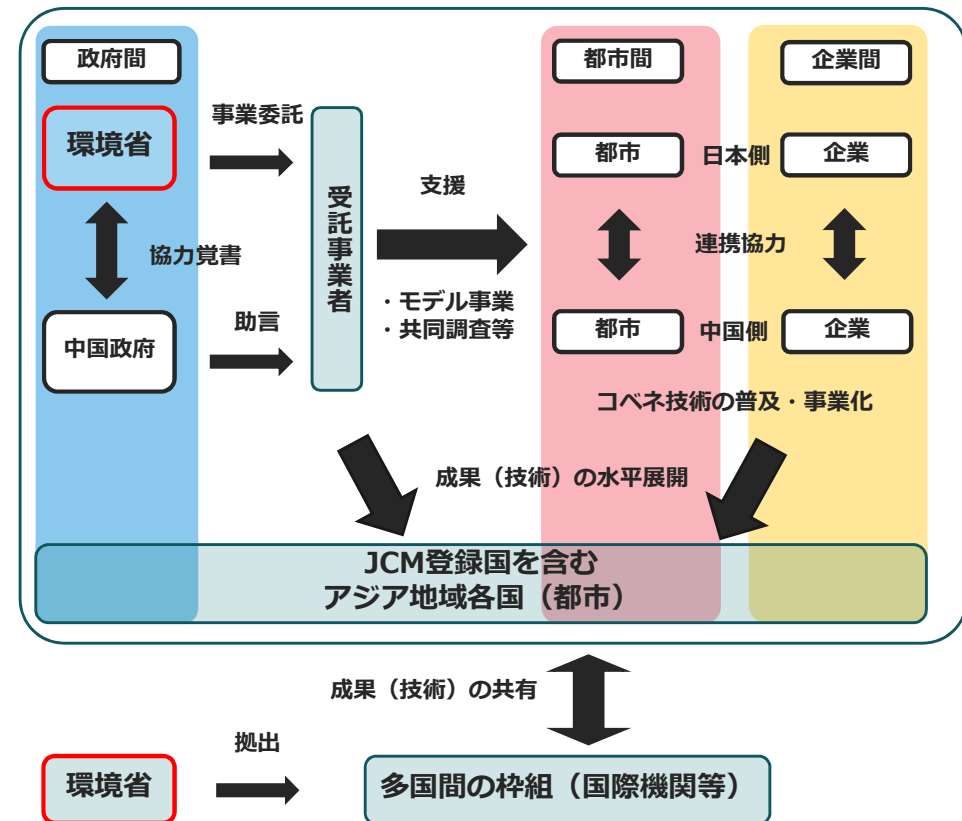 政府間
都市間
企業間
環境省
事業委託
都市
日本側
企業
受託事業者
支援
協力覚書
連携協力
・モデル事業
・共同調査等
中国政府
助言
都市
中国側
企業
コベネ技術の普及・事業化
成果（技術）の水平展開
JCM登録国を含む
アジア地域各国（都市）
成果（技術）の共有
環境省
拠出
多国間の枠組（国際機関等）